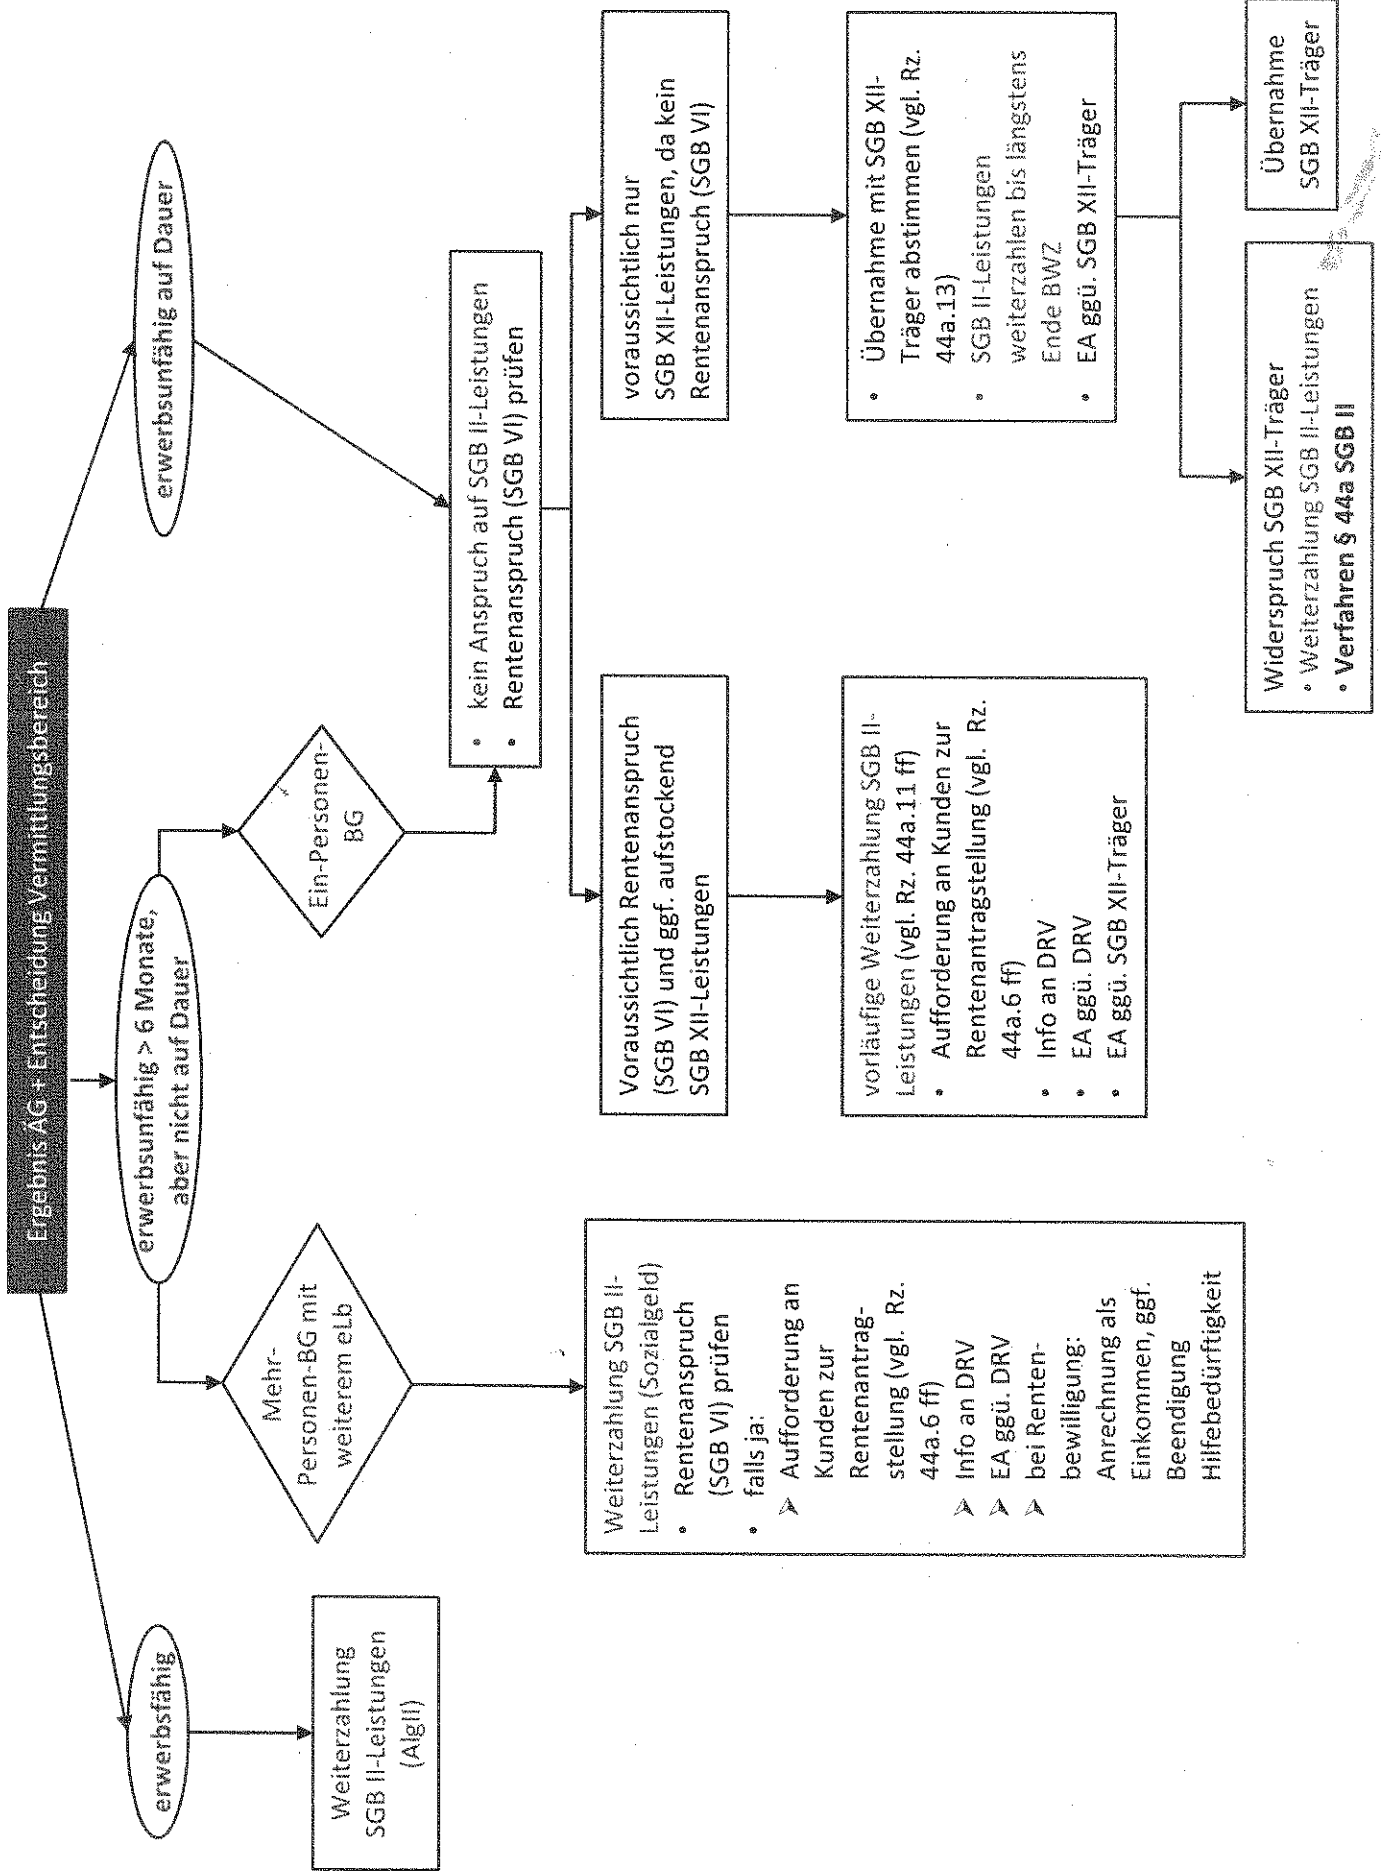 Ergebnis ÄG + Entscheidung Vermittlungsbereich
erwerbsfähig
erwerbsunfähig > 6 Monate,
aber nicht auf Dauer
erwerbsunfähig auf Dauer
Weiterzahlung
SGB II-Leistungen
(AlgII)
Mehr-
Personen-BG mit
weiterem eLb
Ein-Personen-
BG
• kein Anspruch auf SGB II-Leistungen
• Rentenanspruch (SGB VI) prüfen
Weiterzahlung SGB II-
Leistungen (Sozialgeld)
• Rentenanspruch
(SGB VI) prüfen
• falls ja:
➢ Aufforderung an
Kunden zur
Rentenantrag-
stellung (vgl. Rz.
44a.6 ff)
➢ Info an DRV
➢ EA ggü. DRV
➢ bei Renten-
bewilligung:
Anrechnung als
Einkommen, ggf.
Beendigung
Hilfebedürftigkeit
Voraussichtlich Rentenanspruch
(SGB VI) und ggf. aufstockend
SGB XII-Leistungen
voraussichtlich nur
SGB XII-Leistungen, da kein
Rentenanspruch (SGB VI)
vorläufige Weiterzahlung SGB II-
Leistungen (vgl. Rz. 44a.11 ff)
• Aufforderung an Kunden zur
Rentenantragstellung (vgl. Rz.
44a.6 ff)
• Info an DRV
• EA ggü. DRV
• EA ggü. SGB XII-Träger
• Übernahme mit SGB XII-
Träger abstimmen (vgl. Rz.
44a.13)
• SGB II-Leistungen
weiterzahlen bis längstens
Ende BWZ
• EA ggü. SGB XII-Träger
Widerspruch SGB XII-Träger
• Weiterzahlung SGB II-Leistungen
• Verfahren § 44a SGB II
Übernahme
SGB XII-Träger